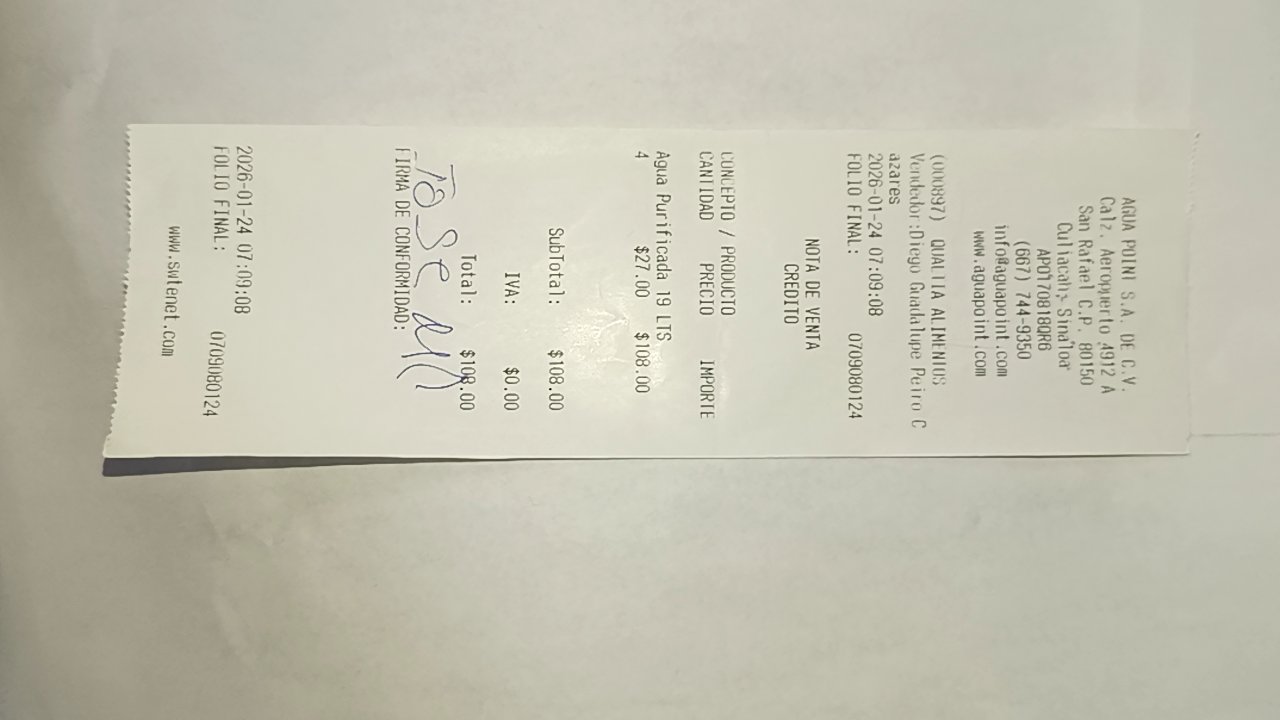 AGUA POINT S.A. DE C.V.
Calz. Aeropuerto 4912 A
San Rafael C.P. 80150
Culiacan, Sinaloa
APO170818QR6
(667) 744-9350
info@aguapoint.com
www.aguapoint.com
(000897) QUALTIA ALIMENTOS
Vendedor:Diego Guadalupe Peiro C
azares
2026-01-24 07:09:08
FOLIO FINAL: 0709080124
NOTA DE VENTA
CREDITO
CONCEPTO / PRODUCTO
CANTIDAD PRECIO IMPORTE
Agua Purificada 19 LTS
4 $27.00 $108.00
SubTotal: $108.00
IVA: $0.00
Total: $108.00
Jose
FIRMA DE CONFORMIDAD:
2026-01-24 07:09:08
FOLIO FINAL: 0709080124
www.swtenet.com